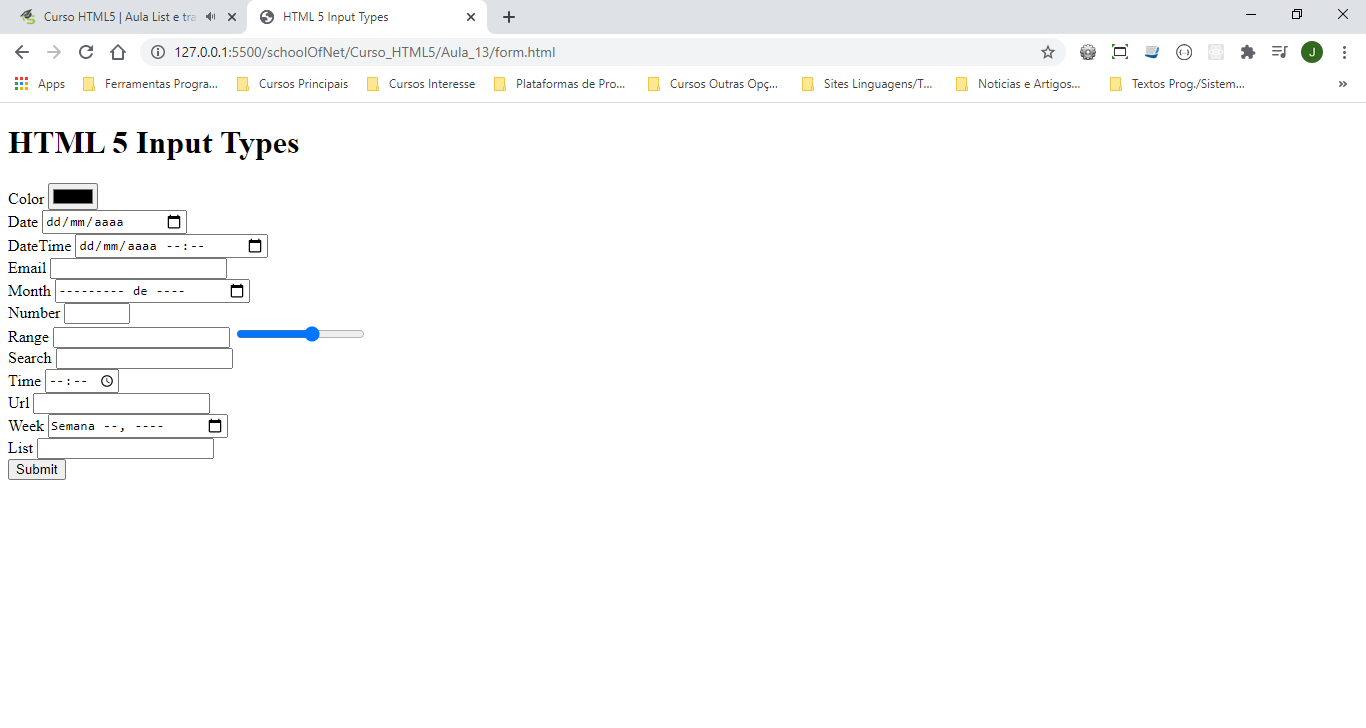 Curso HTML5 | Aula List e tra
HTML 5 Input Types
127.0.0.1:5500/schoolOfNet/Curso_HTML5/Aula_13/form.html
J
Apps Ferramentas Progra... Cursos Principais Cursos Interesse Plataformas de Pro... Cursos Outras Opç... Sites Linguagens/T... Noticias e Artigos... Textos Prog./Sistem... »
HTML 5 Input Types
Color
Date dd/mm/aaaa
DateTime dd/mm/aaaa --:--
Email
Month --------- de ----
Number
Range
Search
Time --:--
Url
Week Semana --, ----
List
Submit